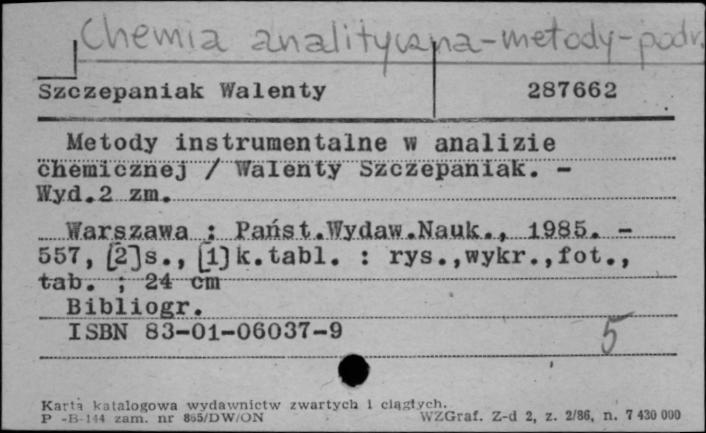 Chemia analityczna - metody - podr.
Szczepaniak Walenty 287662
Metody instrumentalne w analizie
chemicznej / Walenty Szczepaniak. -
Wyd.2 zm.
Warszawa : Państ.Wydaw.Nauk., 1985. -
557, [2]s., [1]k.tabl. : rys.,wykr.,fot.,
tab. ; 24 cm
Bibliogr.
ISBN 83-01-06037-9 5
Karta katalogowa wydawnictw zwartych i ciągłych.
P -B-144 zam. nr 865/DW/ON WZGraf. Z-d 2, z. 2/86, n. 7 430 000